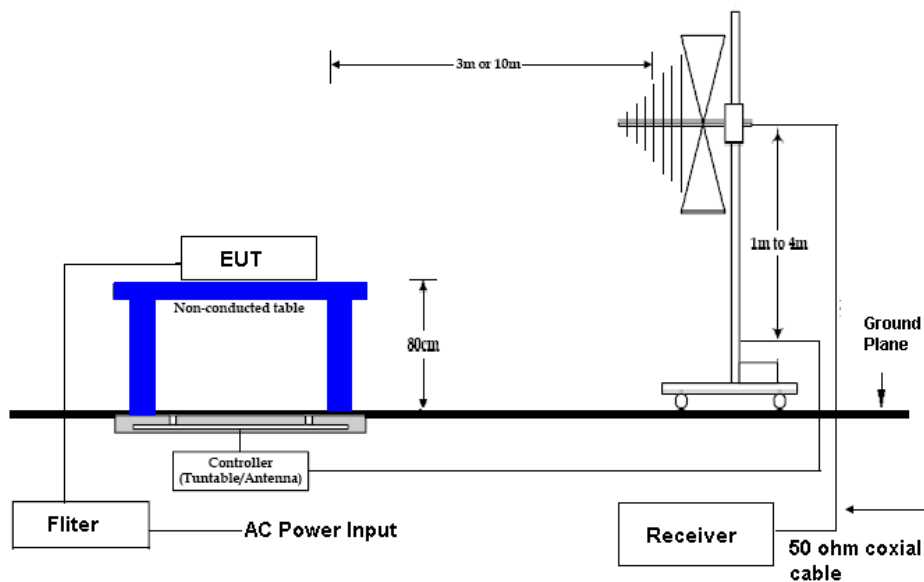 3m or 10m
EUT
Non-conducted table
1m to 4m
80cm
Ground
Plane
Controller
(Tuntable/Antenna)
Fliter
AC Power Input
Receiver
50 ohm coxial
cable